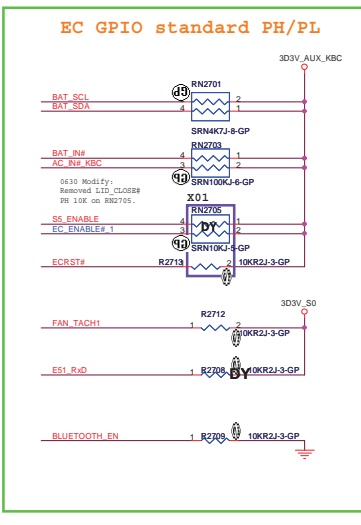 EC GPIO standard PH/PL
3D3V_AUX_KBC
RN2701
BAT_SCL 3 2
BAT_SDA 4 1
SRN4K7J-8-GP
RN2703
BAT_IN# 4 1
AC_IN#_KBC 3 2
SRN100KJ-6-GP
0630 Modify:
Removed LID_CLOSE#
PH 10K on RN2705.
X01
RN2705
S5_ENABLE 4 1
EC_ENABLE#_1 3 2
DY
SRN10KJ-5-GP
ECRST# R2713 1 2 10KR2J-3-GP
3D3V_S0
R2712
FAN_TACH1 1 2
10KR2J-3-GP
E51_RxD 1 R2708 2 DY 10KR2J-3-GP
BLUETOOTH_EN 1 R2709 2 10KR2J-3-GP